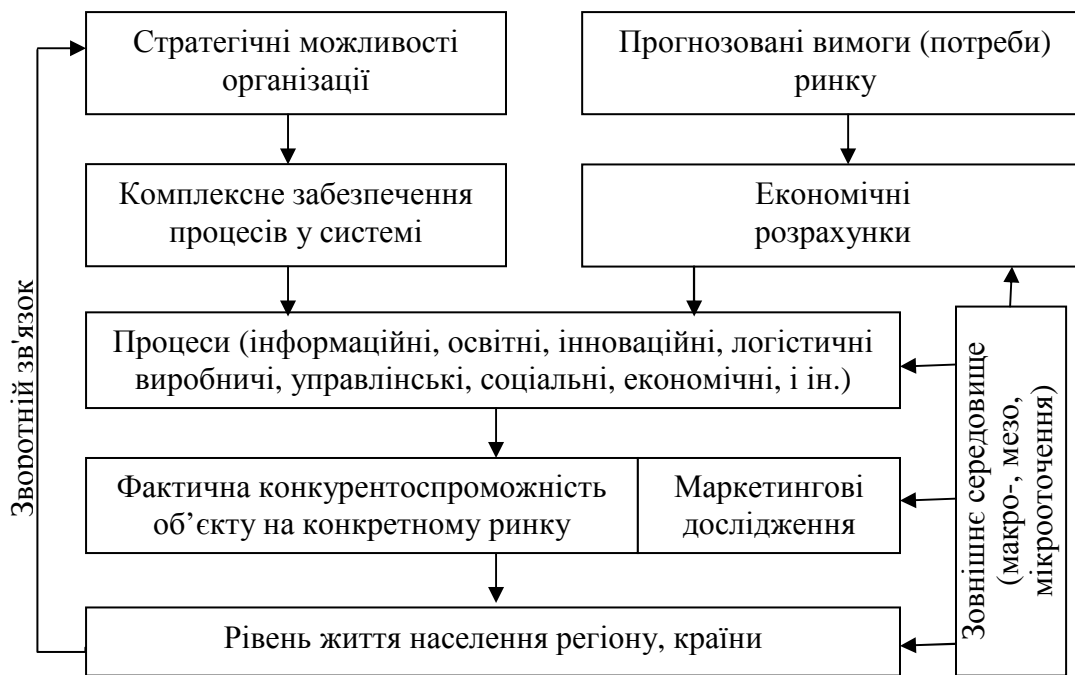 Стратегічні можливості
організації
Прогнозовані вимоги (потреби)
ринку
Комплексне забезпечення
процесів у системі
Економічні
розрахунки
Процеси (інформаційні, освітні, інноваційні, логістичні
виробничі, управлінські, соціальні, економічні, і ін.)
Фактична конкурентоспроможність
об’єкту на конкретному ринку
Маркетингові
дослідження
Рівень життя населення регіону, країни
Зворотній зв'язок
Зовнішнє середовище
(макро-, мезо,
мікрооточення)